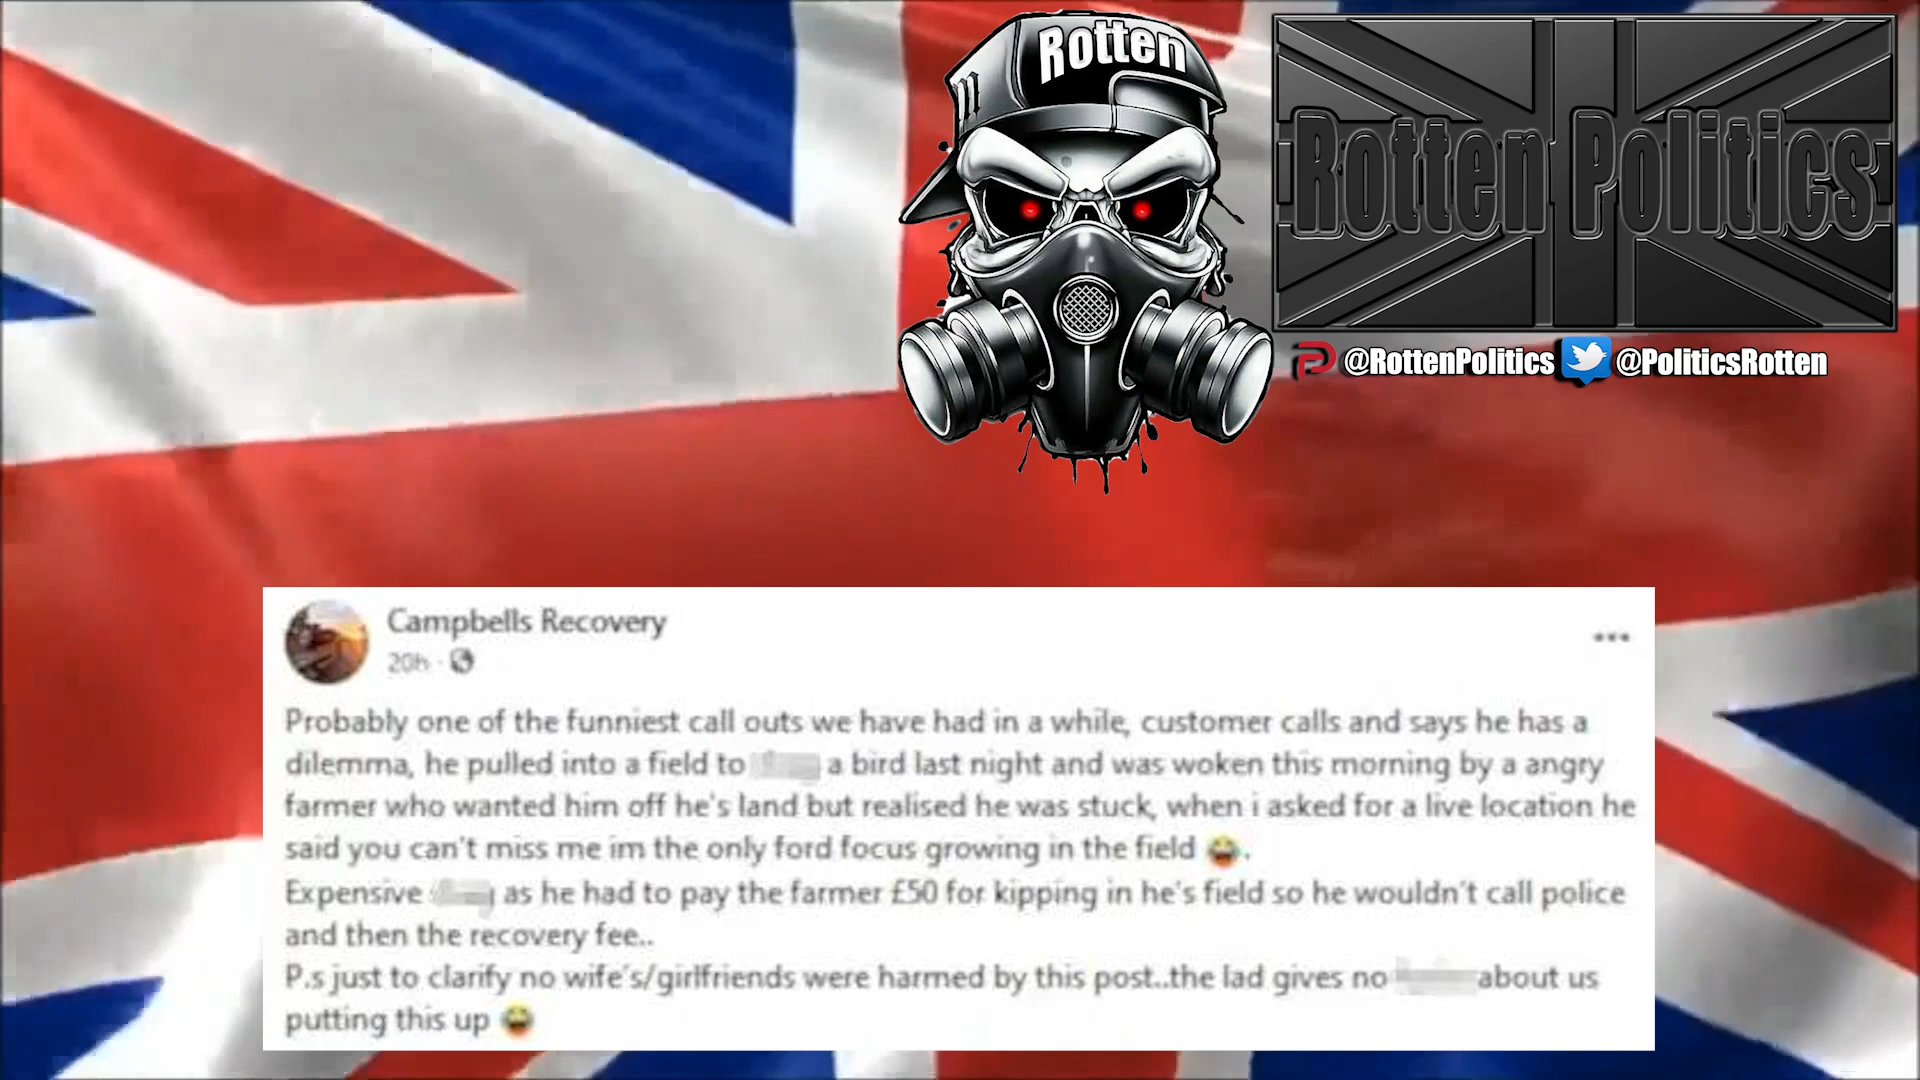 Rotten
Rotten Politics
@RottenPolitics @PoliticsRotten
Campbells Recovery
20h
Probably one of the funniest call outs we have had in a while, customer calls and says he has a
dilemma, he pulled into a field to a bird last night and was woken this morning by a angry
farmer who wanted him off he's land but realised he was stuck, when i asked for a live location he
said you can't miss me im the only ford focus growing in the field 😂.
Expensive as he had to pay the farmer £50 for kipping in he's field so he wouldn't call police
and then the recovery fee..
P.s just to clarify no wife's/girlfriends were harmed by this post..the lad gives no about us
putting this up 😂